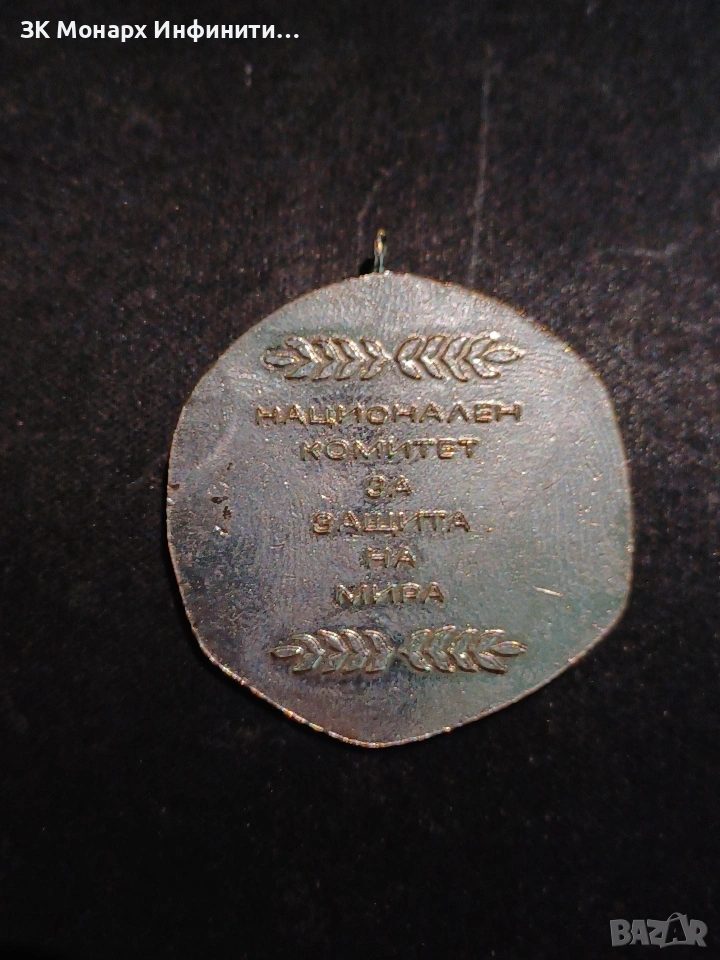 ЗК Монарх Инфинити...
НАЦИОНАЛЕН
КОМИТЕТ
ЗА
ЗАЩИТА
НА
МИРА
BAZAR